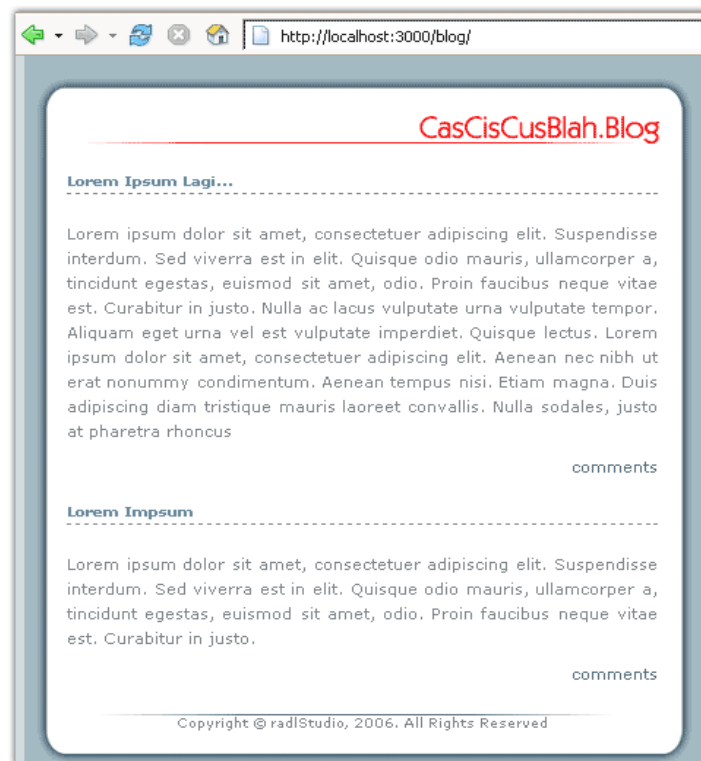 http://localhost:3000/blog/
CasCisCusBlah.Blog
Lorem Ipsum Lagi...
Lorem ipsum dolor sit amet, consectetuer adipiscing elit. Suspendisse
interdum. Sed viverra est in elit. Quisque odio mauris, ullamcorper a,
tincidunt egestas, euismod sit amet, odio. Proin faucibus neque vitae
est. Curabitur in justo. Nulla ac lacus vulputate urna vulputate tempor.
Aliquam eget urna vel est vulputate imperdiet. Quisque lectus. Lorem
ipsum dolor sit amet, consectetuer adipiscing elit. Aenean nec nibh ut
erat nonummy condimentum. Aenean tempus nisi. Etiam magna. Duis
adipiscing diam tristique mauris laoreet convallis. Nulla sodales, justo
at pharetra rhoncus
comments
Lorem Impsum
Lorem ipsum dolor sit amet, consectetuer adipiscing elit. Suspendisse
interdum. Sed viverra est in elit. Quisque odio mauris, ullamcorper a,
tincidunt egestas, euismod sit amet, odio. Proin faucibus neque vitae
est. Curabitur in justo.
comments
Copyright © radlStudio, 2006. All Rights Reserved